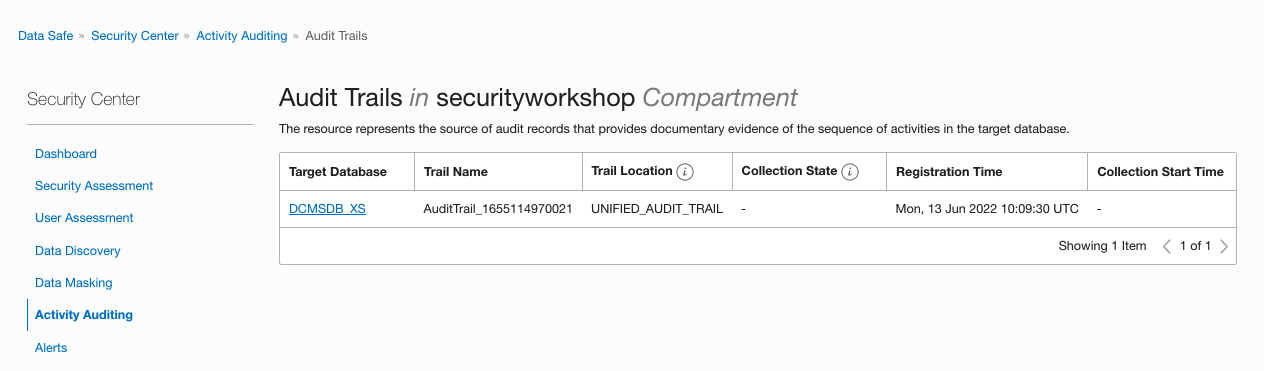 Data Safe » Security Center » Activity Auditing » Audit Trails
Security Center
Dashboard
Security Assessment
User Assessment
Data Discovery
Data Masking
Activity Auditing
Alerts
Audit Trails in securityworkshop Compartment
The resource represents the source of audit records that provides documentary evidence of the sequence of activities in the target database.
Target Database Trail Name Trail Location i Collection State i Registration Time Collection Start Time
DCMSDB_XS AuditTrail_1655114970021 UNIFIED_AUDIT_TRAIL - Mon, 13 Jun 2022 10:09:30 UTC -
Showing 1 Item < 1 of 1 >